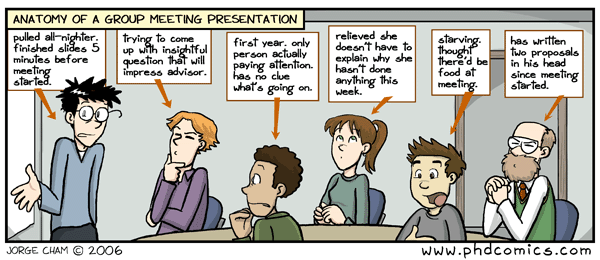 ANATOMY OF A GROUP MEETING PRESENTATION
pulled all-nighter.
finished slides 5
minutes before
meeting
started.
trying to come
up with insightful
question that will
impress advisor.
first year. only
person actually
paying attention.
has no clue
what's going on.
relieved she
doesn't have to
explain why she
hasn't done
anything this
week.
starving.
thought
there'd be
food at
meeting.
has written
two proposals
in his head
since meeting
started.
JORGE CHAM © 2006
www.phdcomics.com